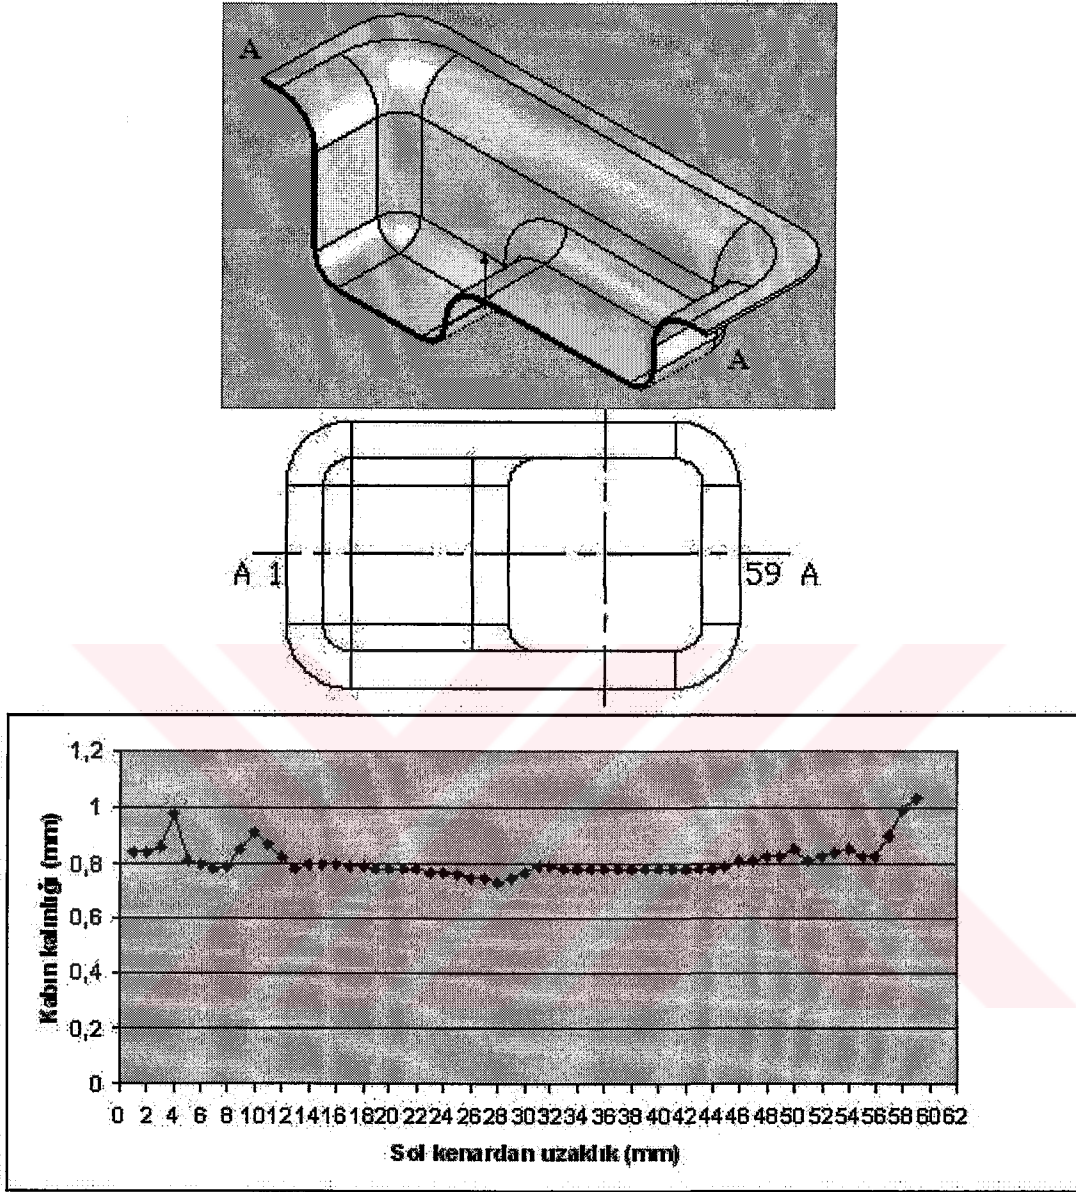 A
A
A 1 59 A
1,2
1
0,8
0,6
0,4
0,2
0
Kabın kalınlığı (mm)
0 2 4 6 8 10 12 14 16 18 20 22 24 26 28 30 32 34 36 38 40 42 44 46 48 50 52 54 56 58 60 62
Sol kenardan uzaklık (mm)